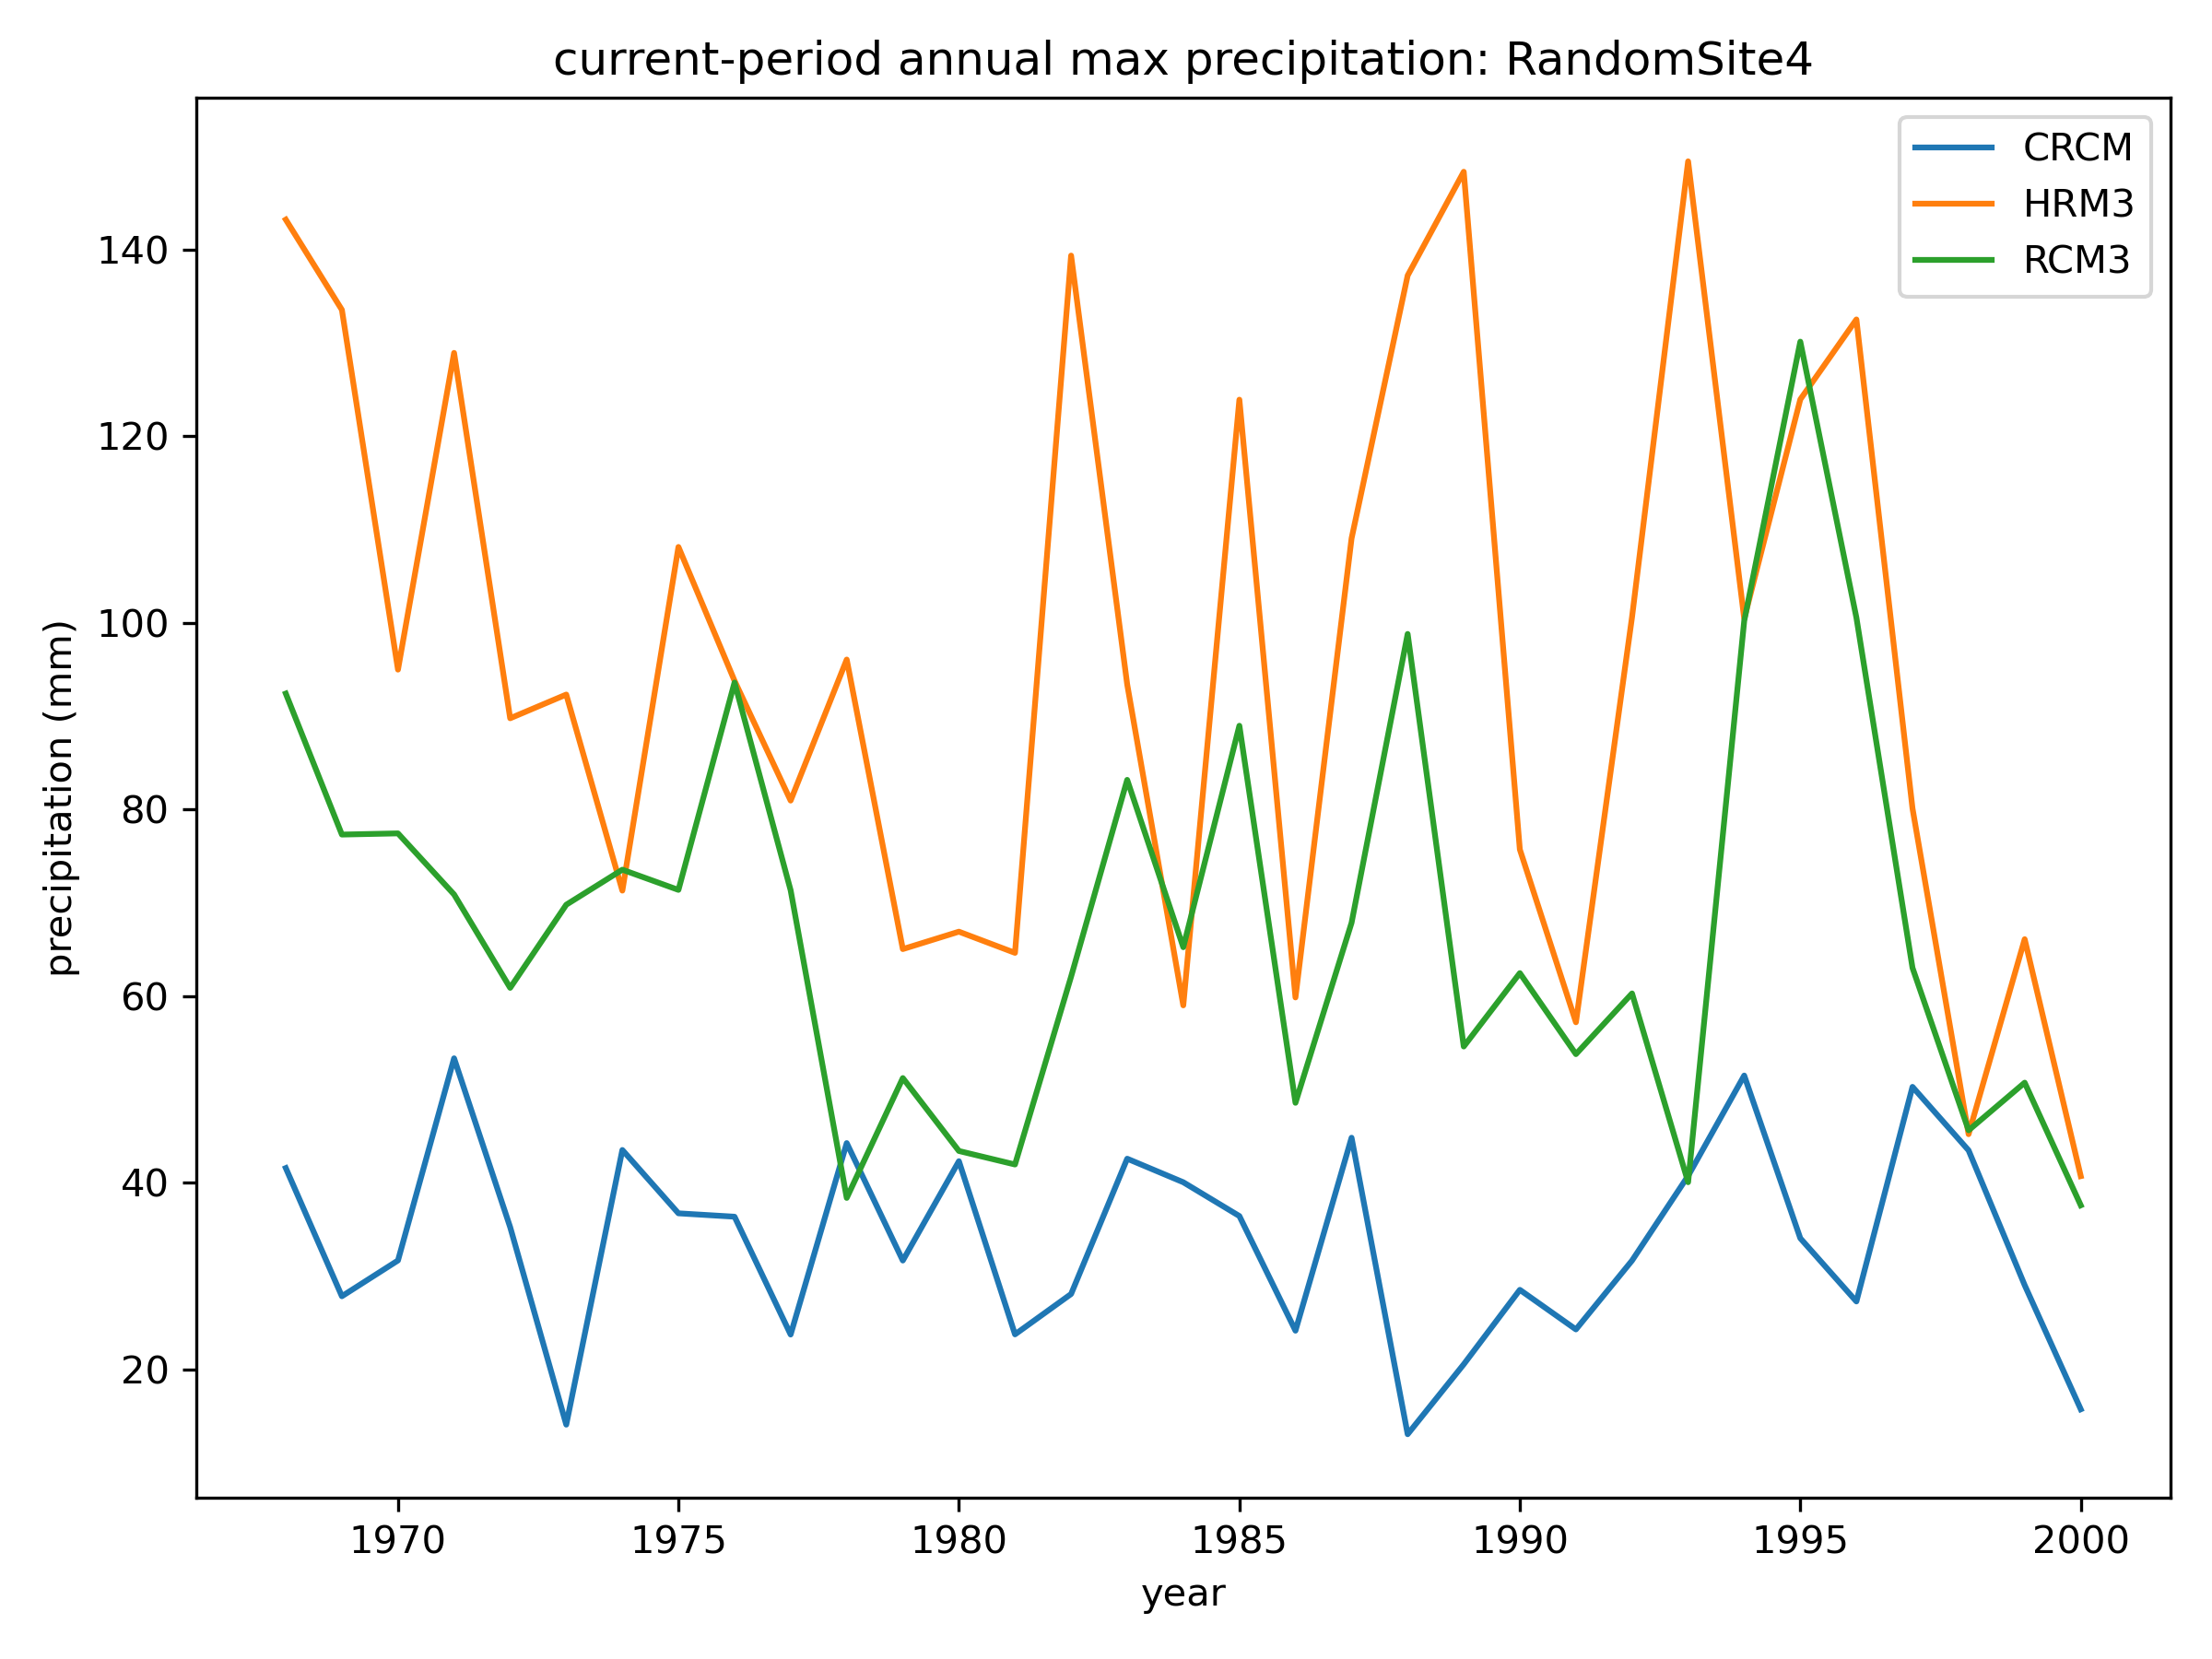 current-period annual max precipitation: RandomSite4
CRCM
HRM3
RCM3
140
120
100
80
60
40
20
precipitation (mm)
1970 1975 1980 1985 1990 1995 2000
year